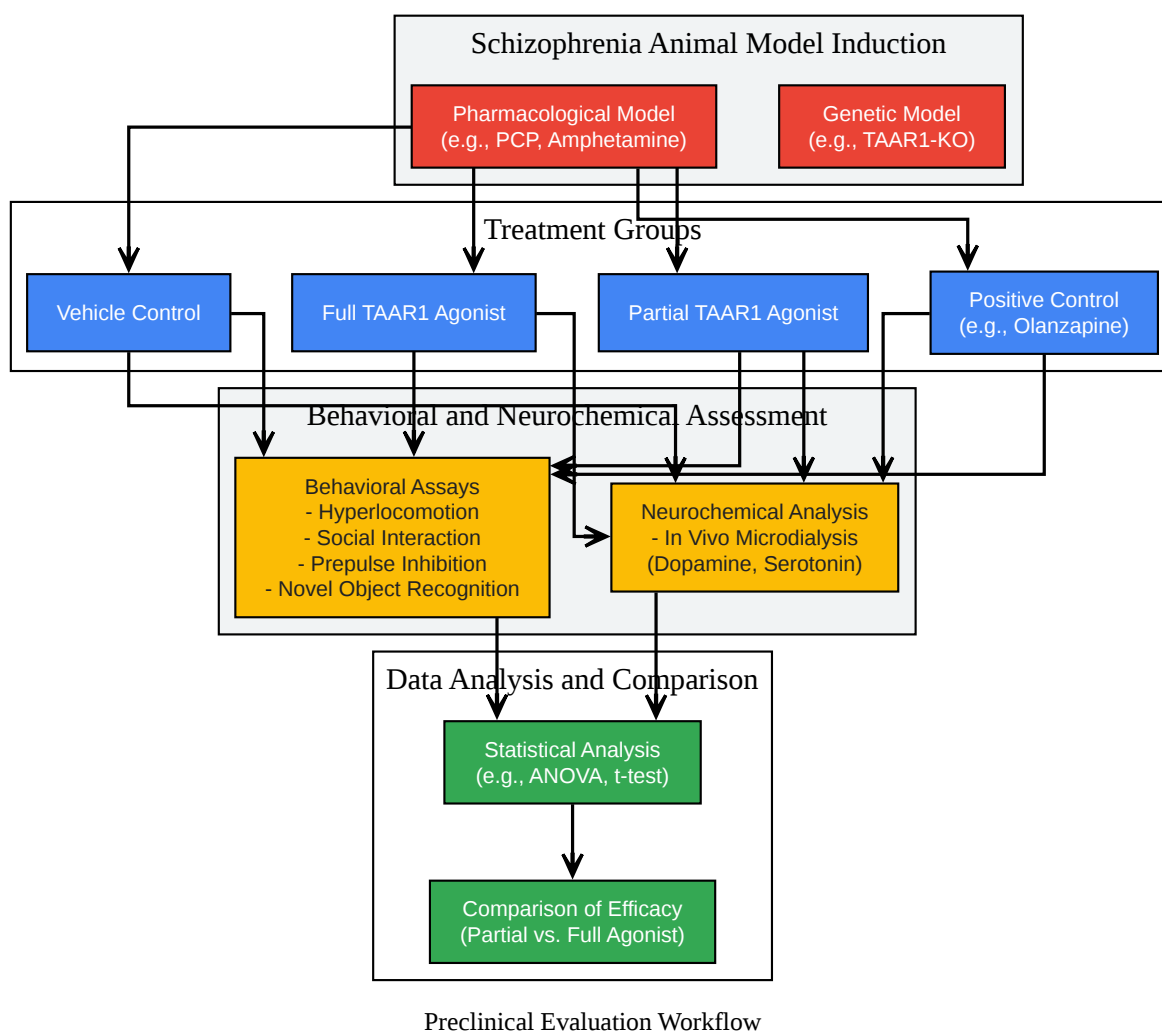 Schizophrenia Animal Model Induction
Pharmacological Model
(e.g., PCP, Amphetamine)
Genetic Model
(e.g., TAAR1-KO)
Treatment Groups
Vehicle Control
Full TAAR1 Agonist
Partial TAAR1 Agonist
Positive Control
(e.g., Olanzapine)
Behavioral and Neurochemical Assessment
Behavioral Assays
- Hyperlocomotion
- Social Interaction
- Prepulse Inhibition
- Novel Object Recognition
Neurochemical Analysis
- In Vivo Microdialysis
(Dopamine, Serotonin)
Data Analysis and Comparison
Statistical Analysis
(e.g., ANOVA, t-test)
Comparison of Efficacy
(Partial vs. Full Agonist)
Preclinical Evaluation Workflow